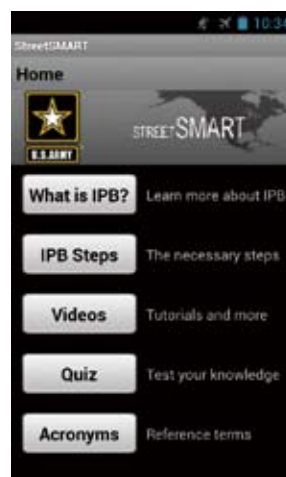 10:34
StreetSMART
Home
U.S.ARMY
STREETSMART
What is IPB? Learn more about IPB
IPB Steps The necessary steps
Videos Tutorials and more
Quiz Test your knowledge
Acronyms Reference terms